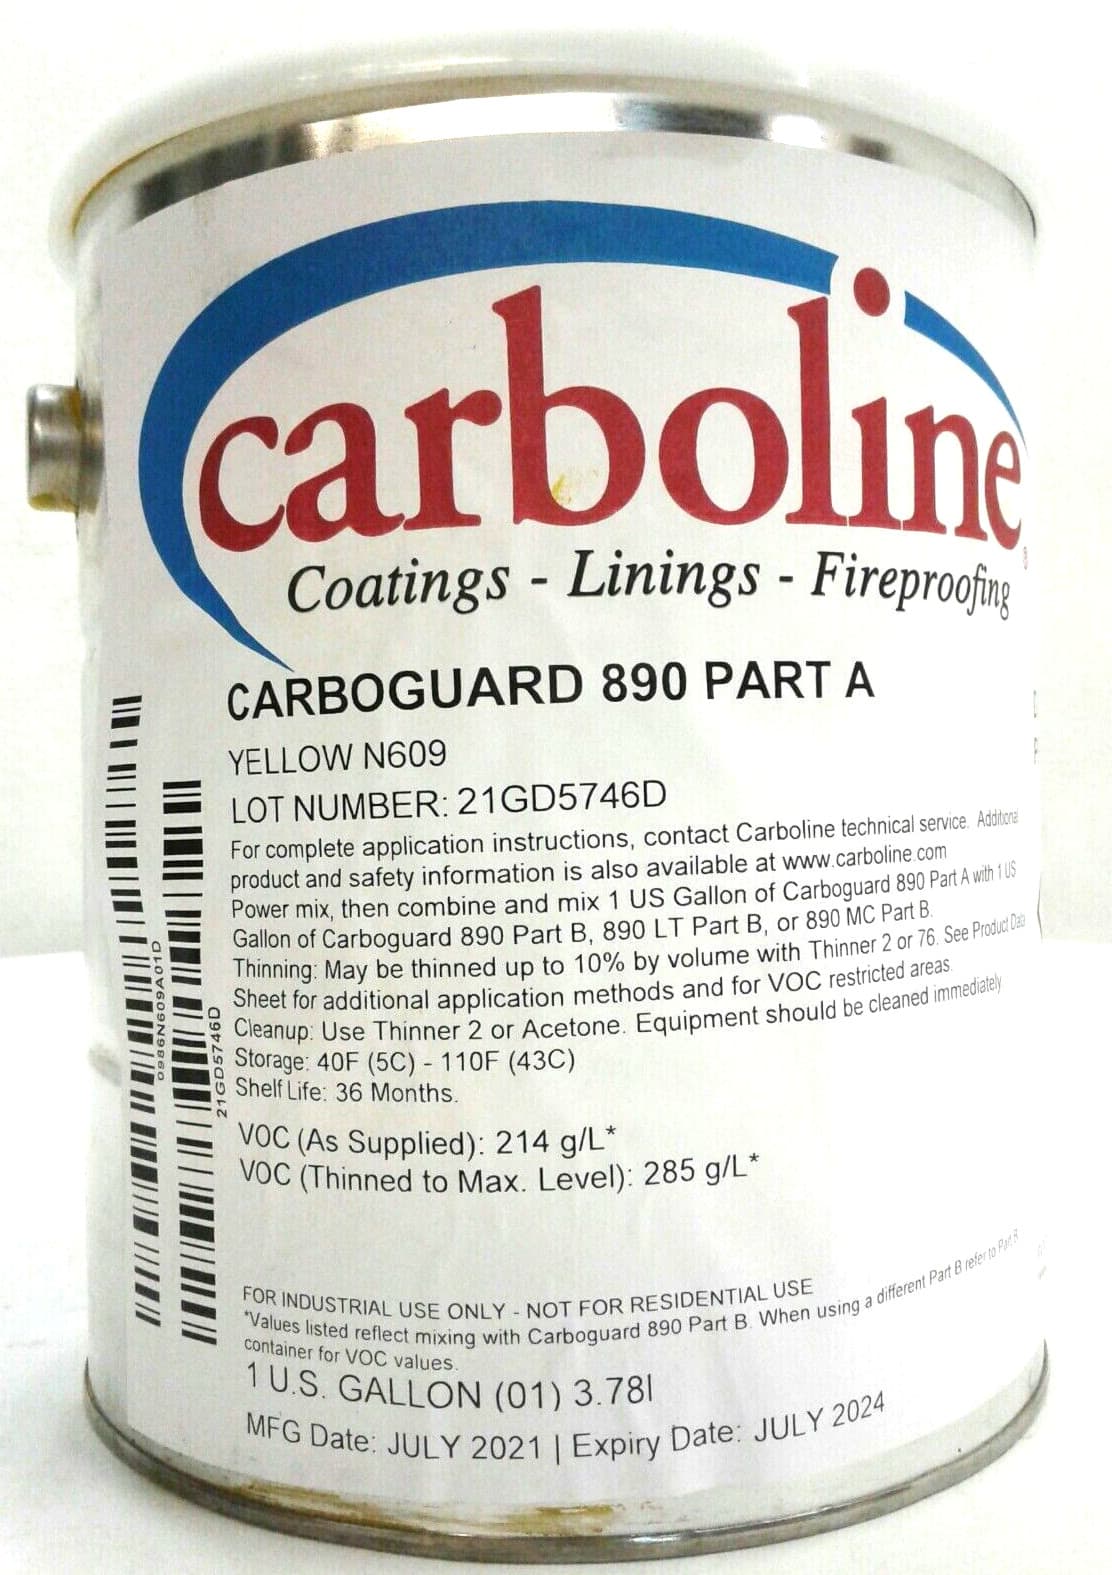 carboline®
Coatings - Linings - Fireproofing
CARBOGUARD 890 PART A
YELLOW N609
LOT NUMBER: 21GD5746D
For complete application instructions, contact Carboline technical service. Additional
product and safety information is also available at www.carboline.com
Power mix, then combine and mix 1 US Gallon of Carboguard 890 Part A with 1 US
Gallon of Carboguard 890 Part B, 890 LT Part B, or 890 MC Part B.
Thinning: May be thinned up to 10% by volume with Thinner 2 or 76. See Product Data
Sheet for additional application methods and for VOC restricted areas.
Cleanup: Use Thinner 2 or Acetone. Equipment should be cleaned immediately
Storage: 40F (5C) - 110F (43C)
Shelf Life: 36 Months.
VOC (As Supplied): 214 g/L*
VOC (Thinned to Max. Level): 285 g/L*
FOR INDUSTRIAL USE ONLY - NOT FOR RESIDENTIAL USE
*Values listed reflect mixing with Carboguard 890 Part B. When using a different Part B refer to Part B
container for VOC values.
1 U.S. GALLON (01) 3.78l
MFG Date: JULY 2021 | Expiry Date: JULY 2024
0986N609A01D
21GD5746D